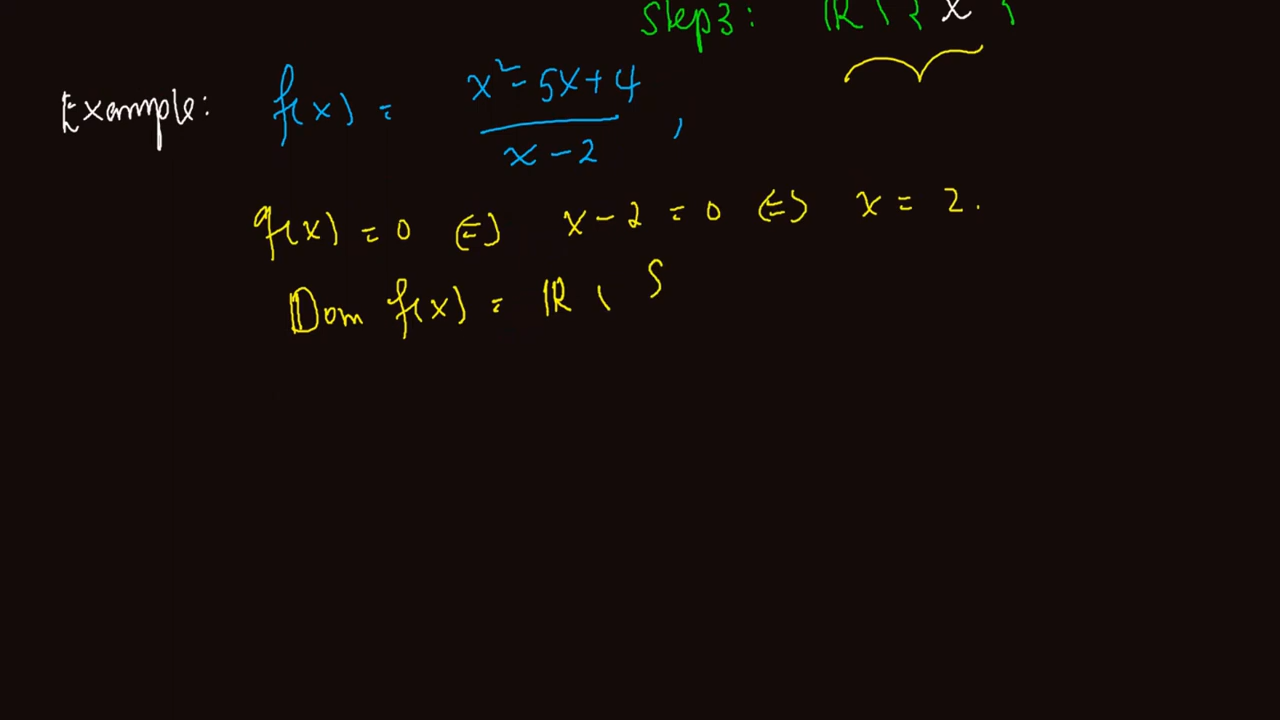 Step3: ℝ \ { x }
Example: f(x) = x²-5x+4 / x-2 ,
q(x) = 0 ⇔ x-2 = 0 ⇔ x = 2.
Dom f(x) = ℝ \